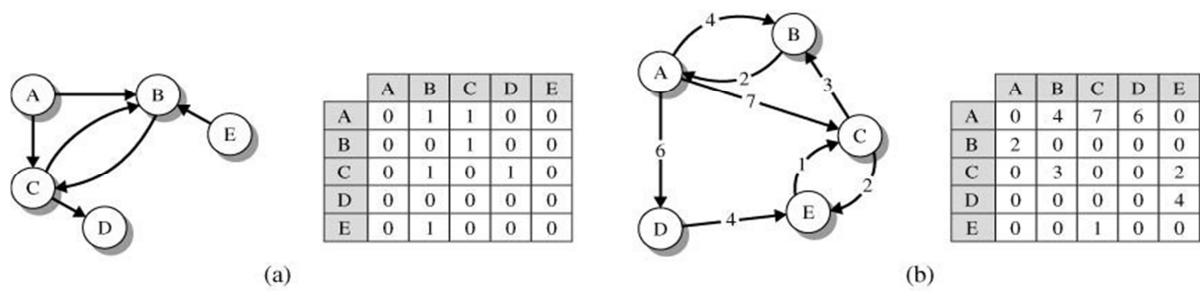 A
B
E
C
D
A B C D E
A 0 1 1 0 0
B 0 0 1 0 0
C 0 1 0 1 0
D 0 0 0 0 0
E 0 1 0 0 0
(a)
4
B
A
2
7
3
C
6
1
2
E
D
4
A B C D E
A 0 4 7 6 0
B 2 0 0 0 0
C 0 3 0 0 2
D 0 0 0 0 4
E 0 0 1 0 0
(b)